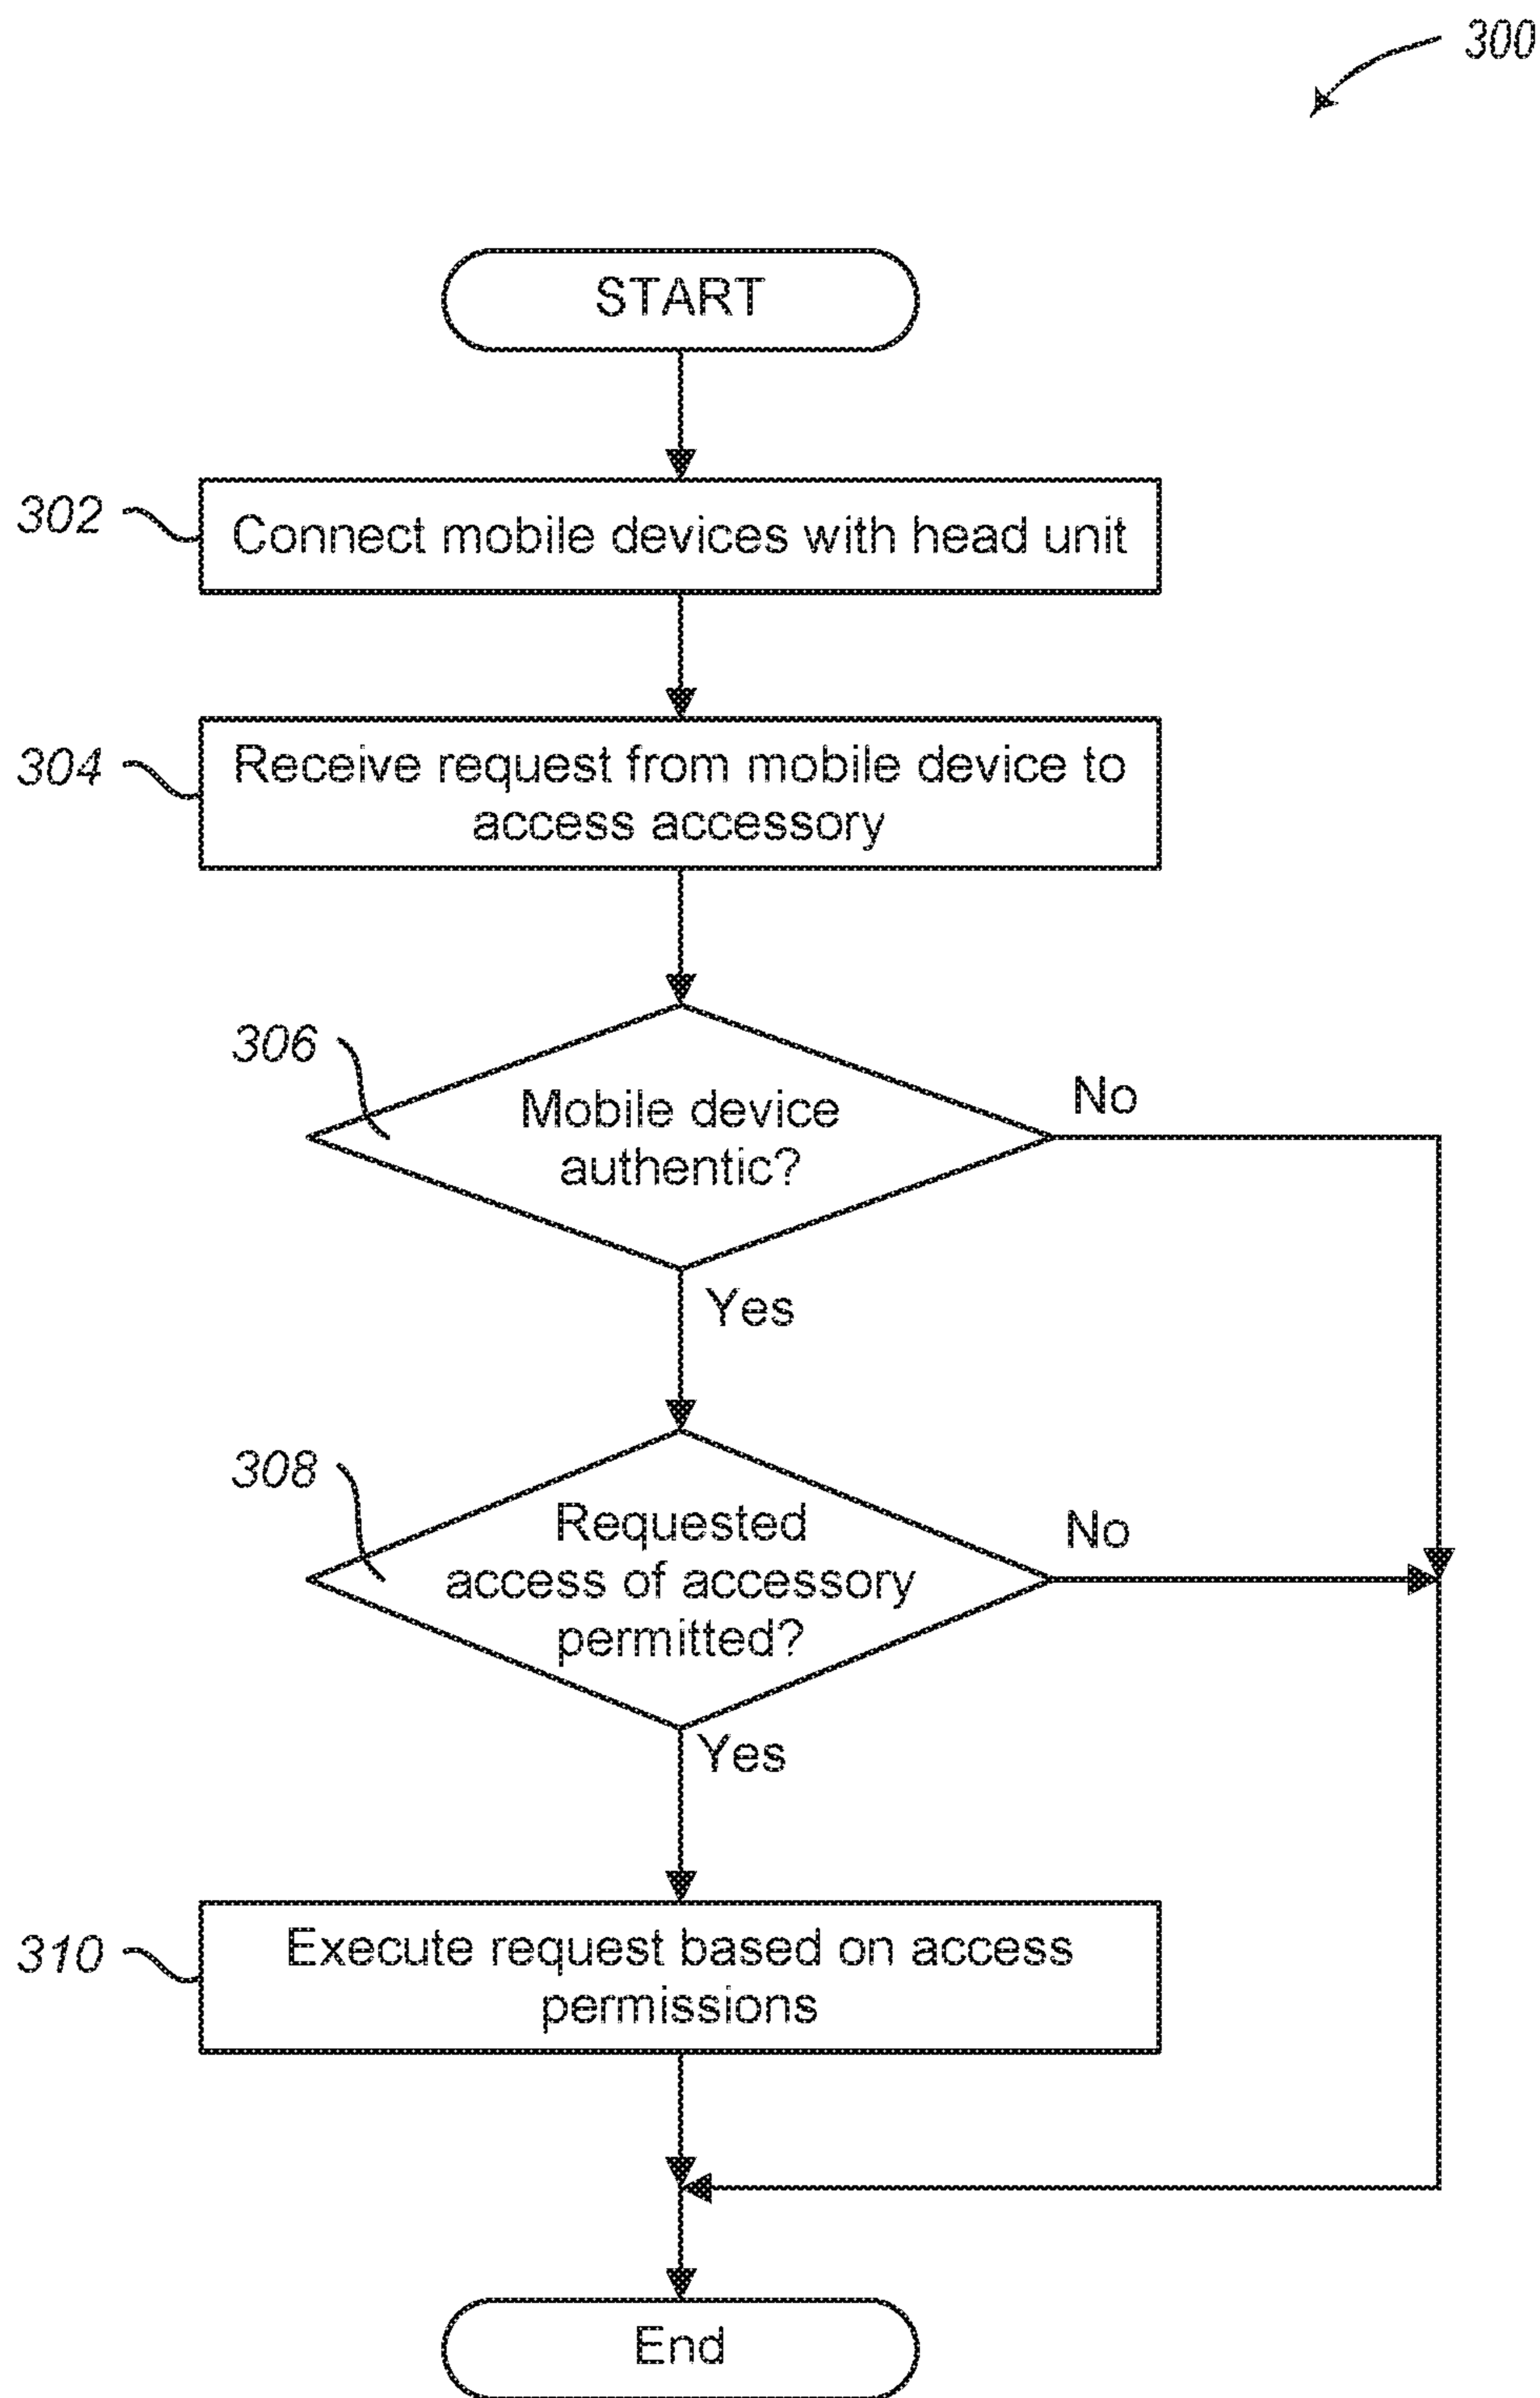 300
START
302
Connect mobile devices with head unit
304
Receive request from mobile device to
access accessory
306
Mobile device
authentic?
No
Yes
308
Requested
access of accessory
permitted?
No
Yes
310
Execute request based on access
permissions
End